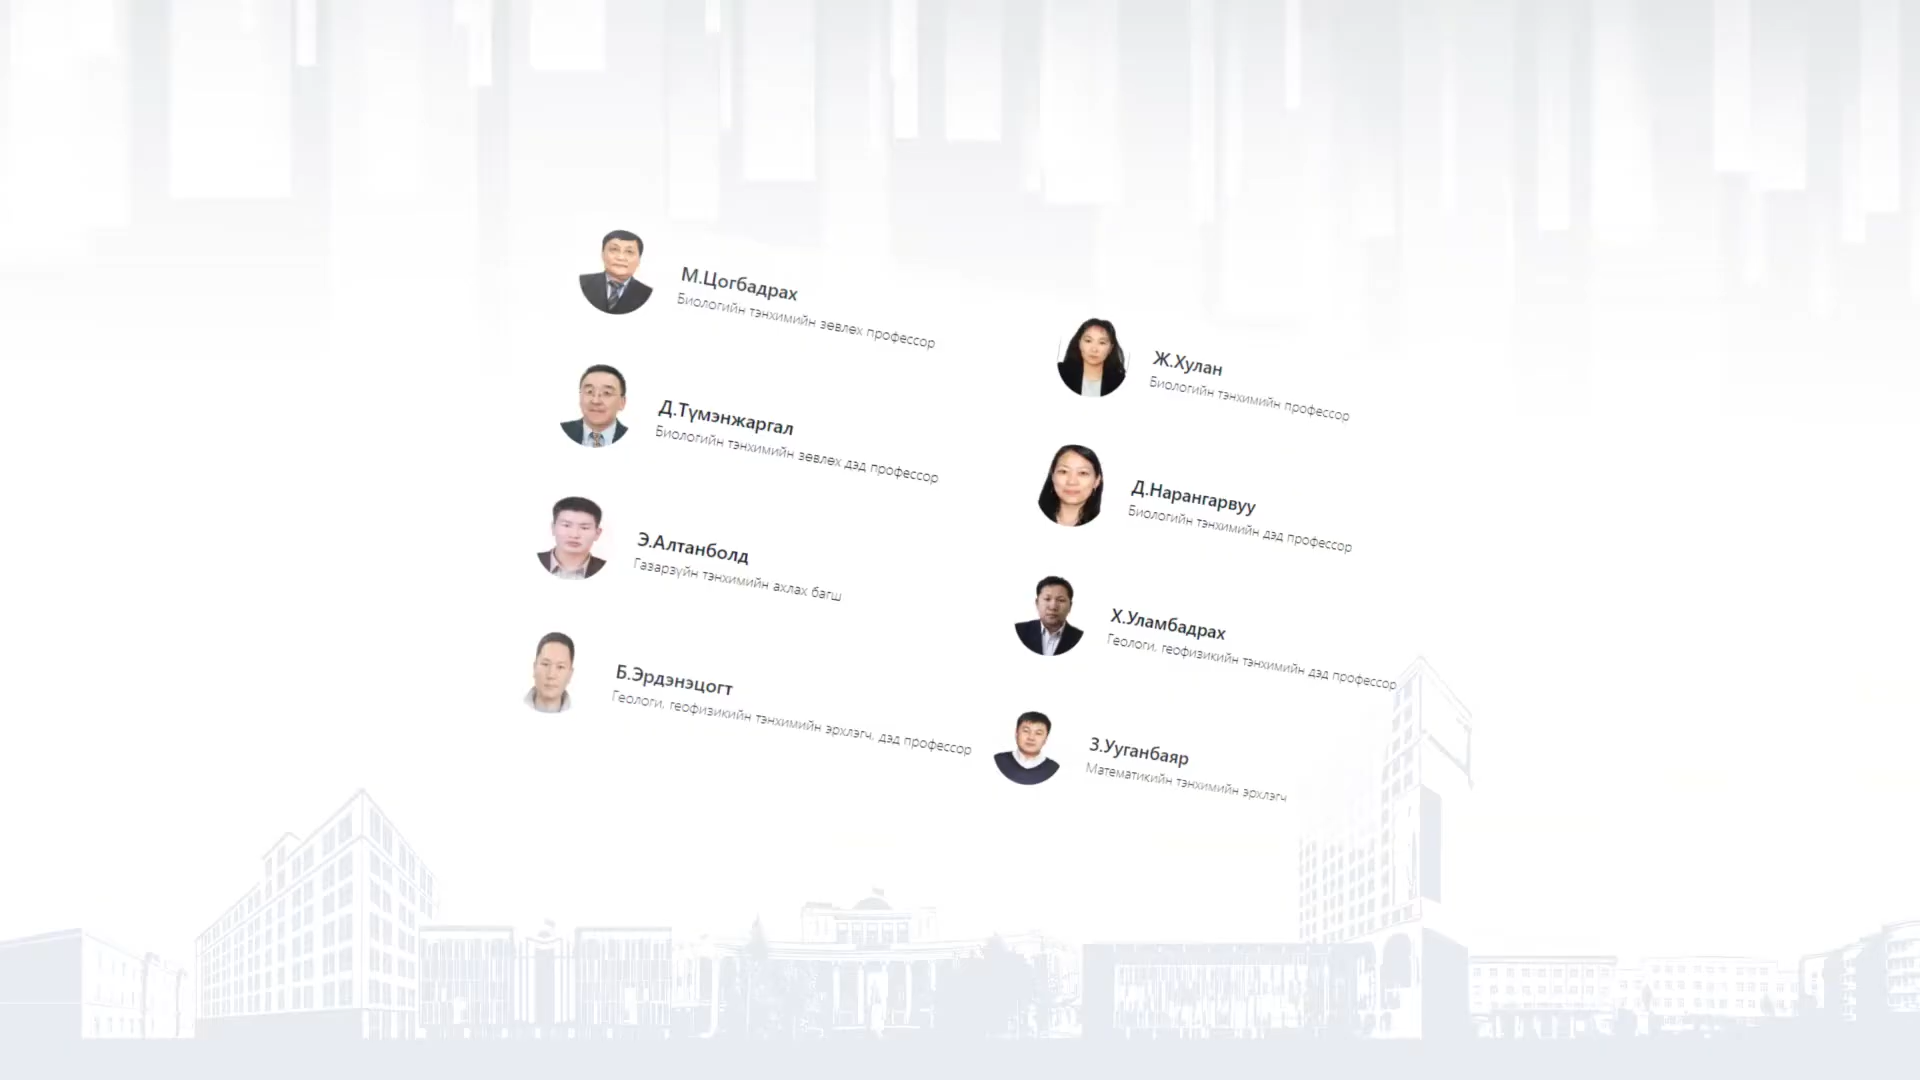 М.Цогбадрах
Биологийн тэнхимийн зөвлөх профессор
Д.Түмэнжаргал
Биологийн тэнхимийн зөвлөх дэд профессор
Э.Алтанболд
Газарзүйн тэнхимийн ахлах багш
Б.Эрдэнэцогт
Геологи, геофизикийн тэнхимийн эрхлэгч, дэд профессор
Ж.Хулан
Биологийн тэнхимийн профессор
Д.Нарангарвуу
Биологийн тэнхимийн дэд профессор
Х.Уламбадрах
Геологи, геофизикийн тэнхимийн дэд профессор
З.Ууганбаяр
Математикийн тэнхимийн эрхлэгч